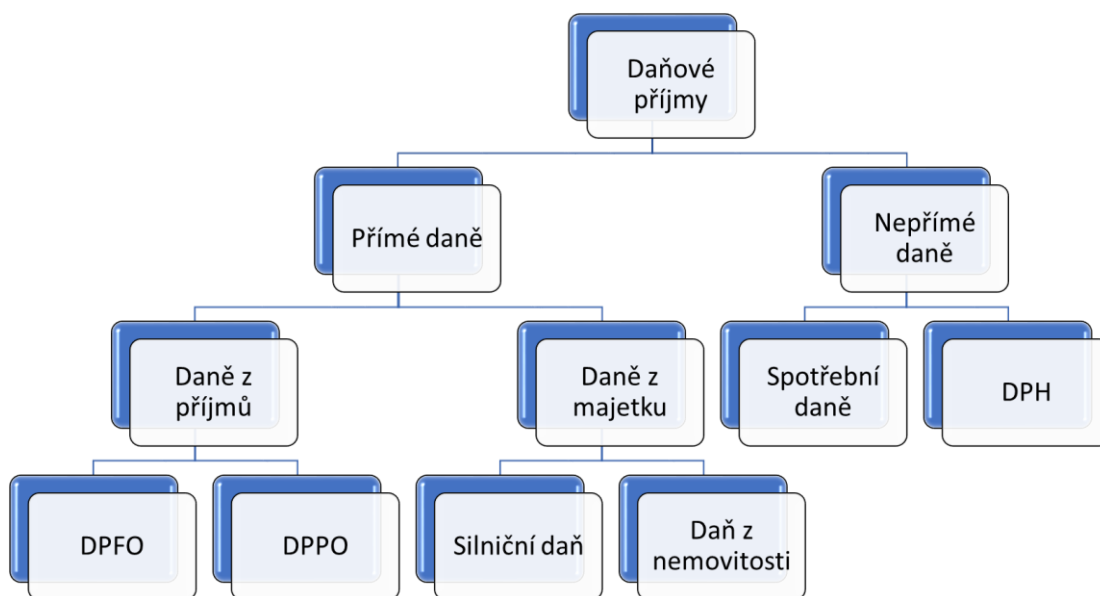 Daňové
příjmy
Přímé daně
Nepřímé
daně
Daně z
příjmů
Daně z
majetku
Spotřební
daně
DPH
DPFO
DPPO
Silniční daň
Daň z
nemovitosti